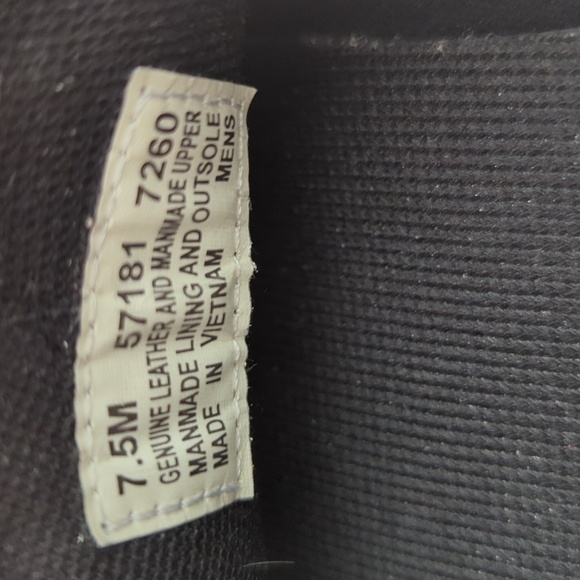 7.5M 57181 7260
GENUINE LEATHER AND MANMADE UPPER
MANMADE LINING AND OUTSOLE
MADE IN VIETNAM MENS